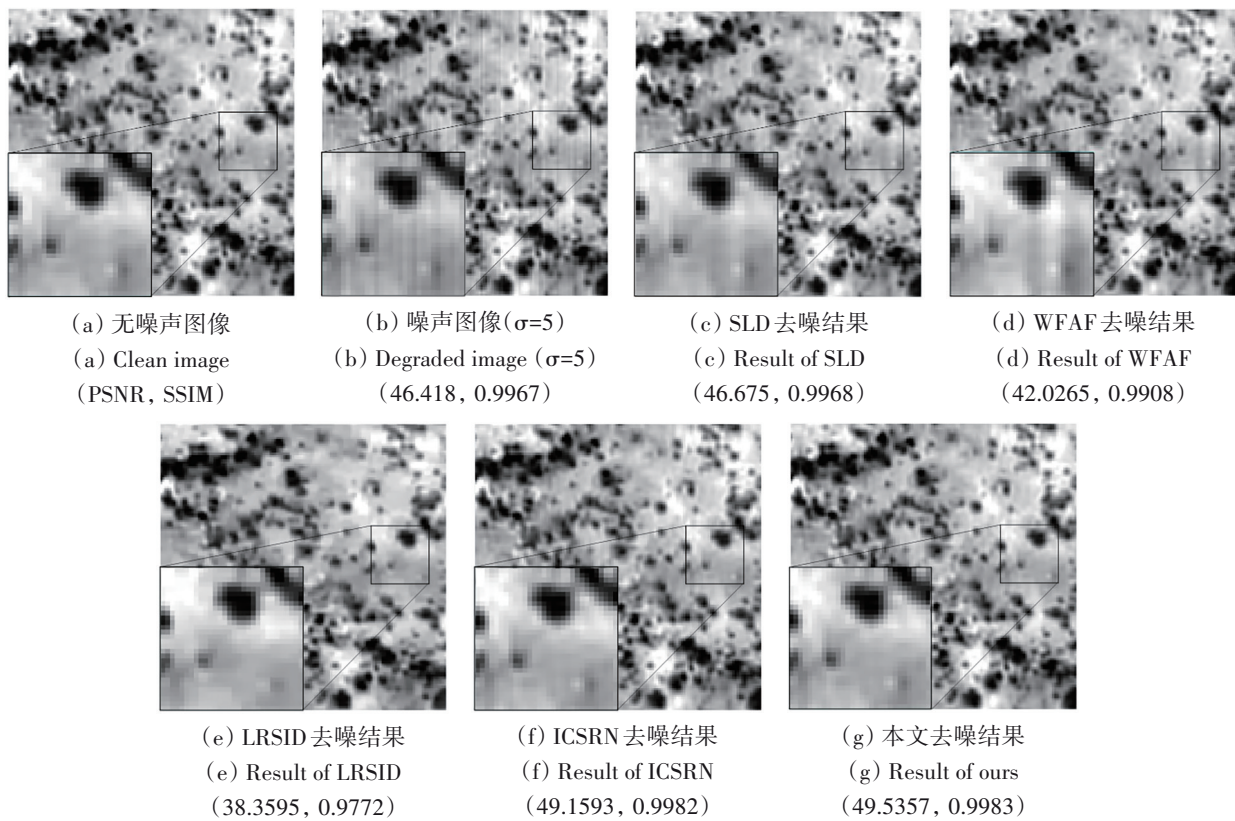 (a) 无噪声图像
(a) Clean image
(PSNR, SSIM)
(b) 噪声图像(σ=5)
(b) Degraded image (σ=5)
(46.418, 0.9967)
(c) SLD 去噪结果
(c) Result of SLD
(46.675, 0.9968)
(d) WFAF 去噪结果
(d) Result of WFAF
(42.0265, 0.9908)
(e) LRSID 去噪结果
(e) Result of LRSID
(38.3595, 0.9772)
(f) ICSRN 去噪结果
(f) Result of ICSRN
(49.1593, 0.9982)
(g) 本文去噪结果
(g) Result of ours
(49.5357, 0.9983)